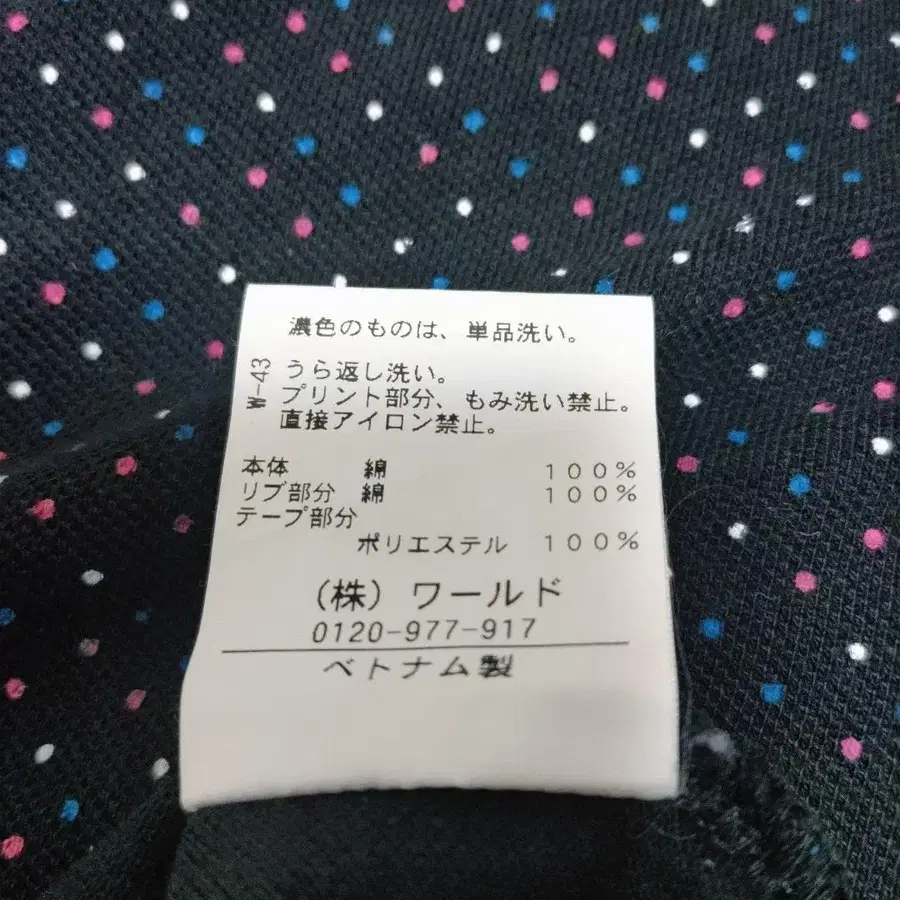 濃色のものは、単品洗い。
W-43
うら返し洗い。
プリント部分、もみ洗い禁止。
直接アイロン禁止。
本体 綿 100%
リブ部分 綿 100%
テープ部分
ポリエステル 100%
(株)ワールド
0120-977-917
ベトナム製